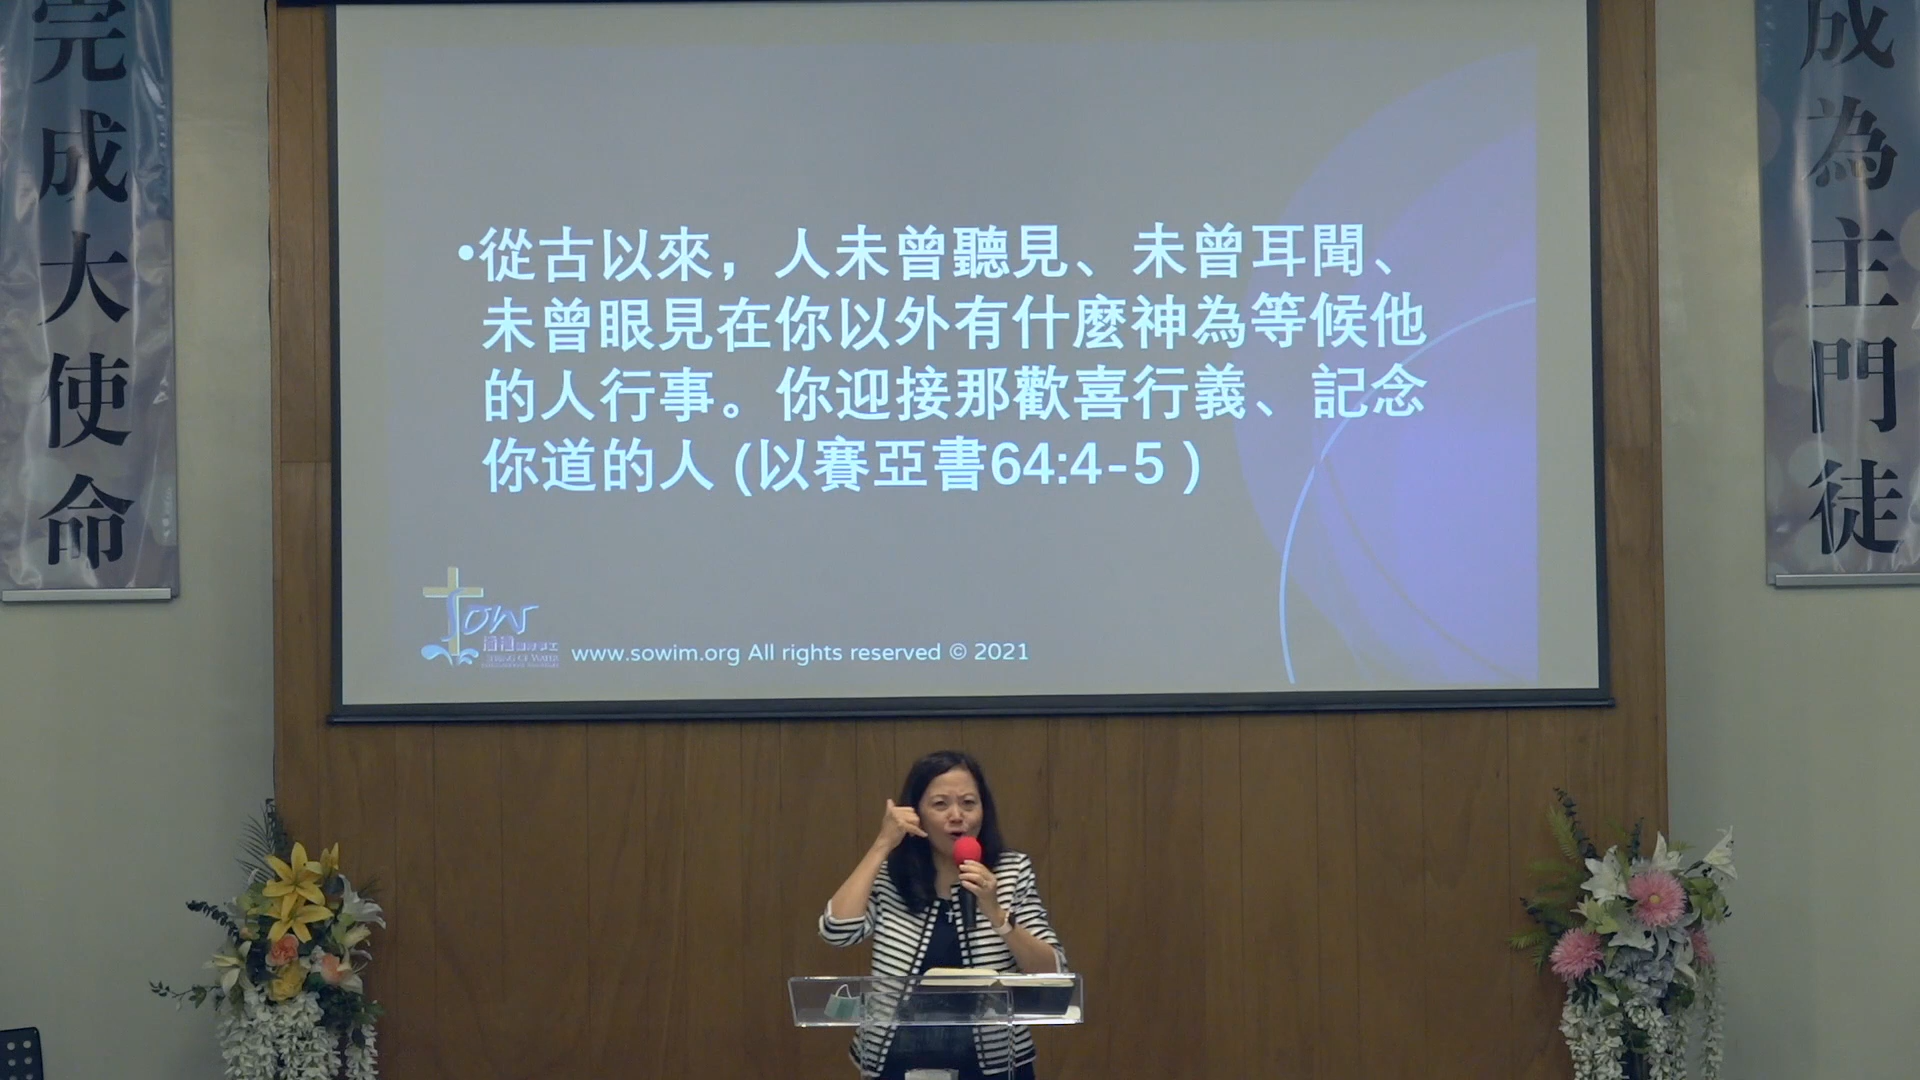 完成大使命
•從古以來，人未曾聽見、未曾耳聞、
未曾眼見在你以外有什麼神為等候他
的人行事。你迎接那歡喜行義、記念
你道的人 (以賽亞書64:4-5 )
Sow
www.sowim.org All rights reserved © 2021
成為主門徒